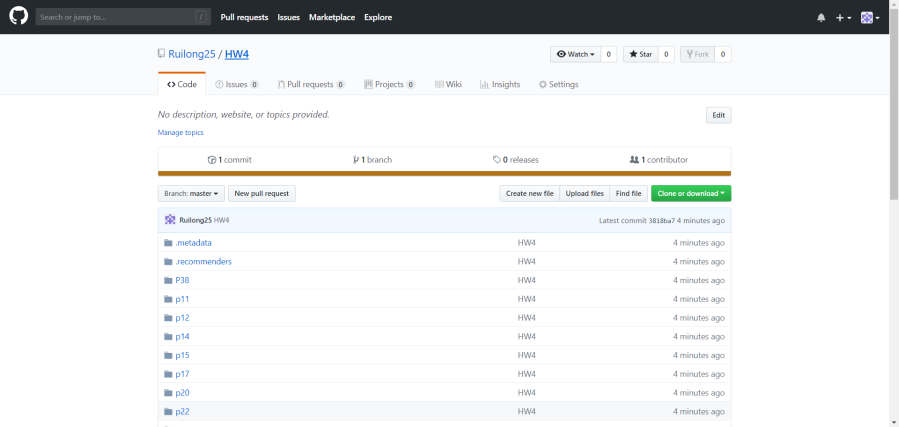 Search or jump to... / Pull requests Issues Marketplace Explore
Ruilong25 / HW4 Watch 0 Star 0 Fork 0
Code Issues 0 Pull requests 0 Projects 0 Wiki Insights Settings
No description, website, or topics provided. Edit
Manage topics
1 commit 1 branch 0 releases 1 contributor
Branch: master New pull request Create new file Upload files Find file Clone or download
Ruilong25 HW4 Latest commit 3818ba7 4 minutes ago
.metadata HW4 4 minutes ago
.recommenders HW4 4 minutes ago
P38 HW4 4 minutes ago
p11 HW4 4 minutes ago
p12 HW4 4 minutes ago
p14 HW4 4 minutes ago
p15 HW4 4 minutes ago
p17 HW4 4 minutes ago
p20 HW4 4 minutes ago
p22 HW4 4 minutes ago